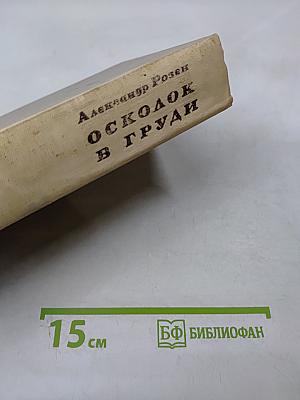 Александр Розен
ОСКОЛОК
В ГРУДИ
15 см
БФ БИБЛИОФАН